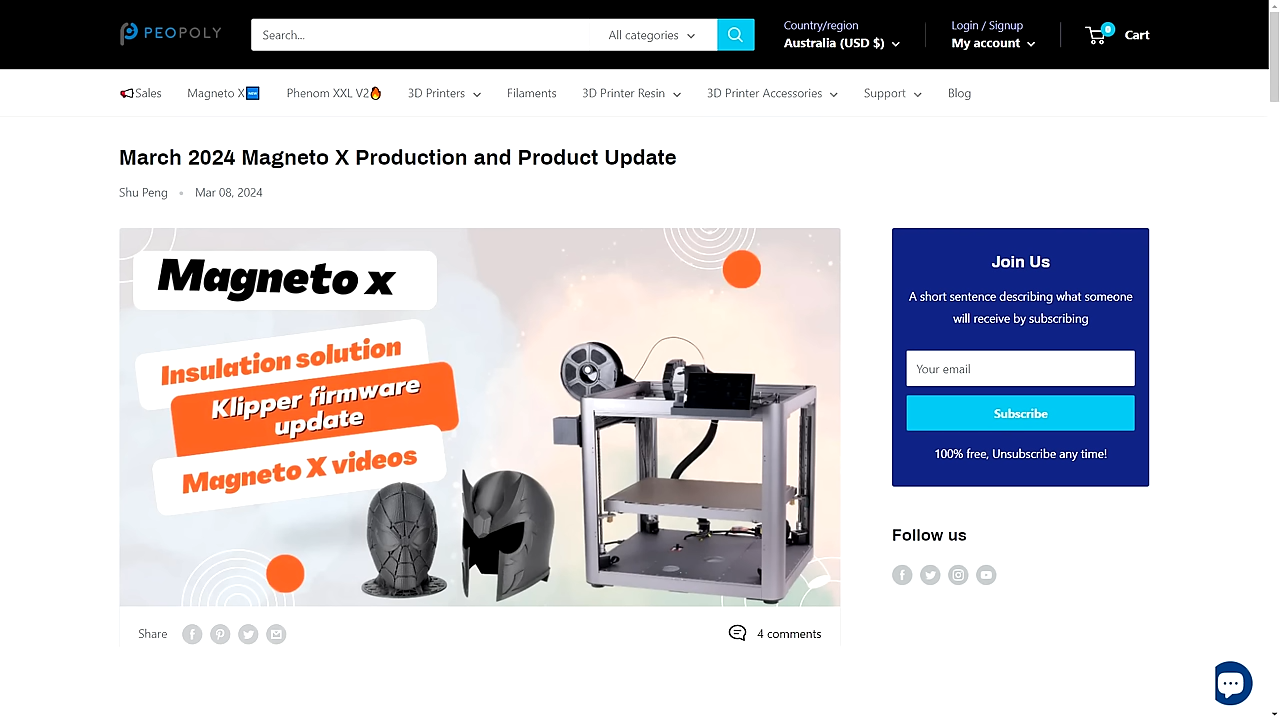 PEOPOLY
Search...
All categories
Country/region
Australia (USD $)
Login / Signup
My account
0
Cart
Sales
Magneto X NEW
Phenom XXL V2
3D Printers
Filaments
3D Printer Resin
3D Printer Accessories
Support
Blog
March 2024 Magneto X Production and Product Update
Shu Peng
Mar 08, 2024
Magneto x
Insulation solution
Klipper firmware
update
Magneto X videos
Share
4 comments
Join Us
A short sentence describing what someone
will receive by subscribing
Your email
Subscribe
100% free, Unsubscribe any time!
Follow us